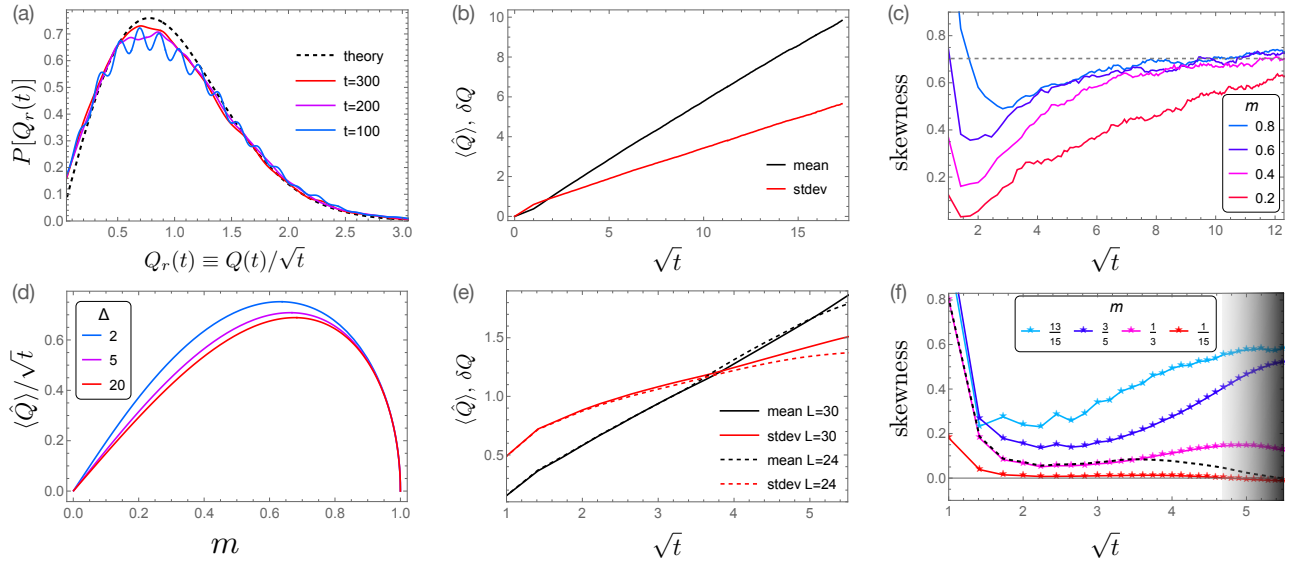 (a)
P[Q_r(t)]
0.7
0.6
0.5
0.4
0.3
0.2
0.1
0.0
theory
t=300
t=200
t=100
0.5 1.0 1.5 2.0 2.5 3.0
Q_r(t) ≡ Q(t)/√t
(b)
⟨Q̂⟩, δQ
10
8
6
4
2
0
mean
stdev
0 5 10 15
√t
(c)
skewness
0.8
0.6
0.4
0.2
m
0.8
0.6
0.4
0.2
2 4 6 8 10 12
√t
(d)
⟨Q̂⟩/√t
0.6
0.4
0.2
0.0
Δ
2
5
20
0.0 0.2 0.4 0.6 0.8 1.0
m
(e)
⟨Q̂⟩, δQ
1.5
1.0
0.5
mean L=30
stdev L=30
mean L=24
stdev L=24
1 2 3 4 5
√t
(f)
skewness
0.8
0.6
0.4
0.2
0.0
m
13/15 3/5 1/3 1/15
1 2 3 4 5
√t